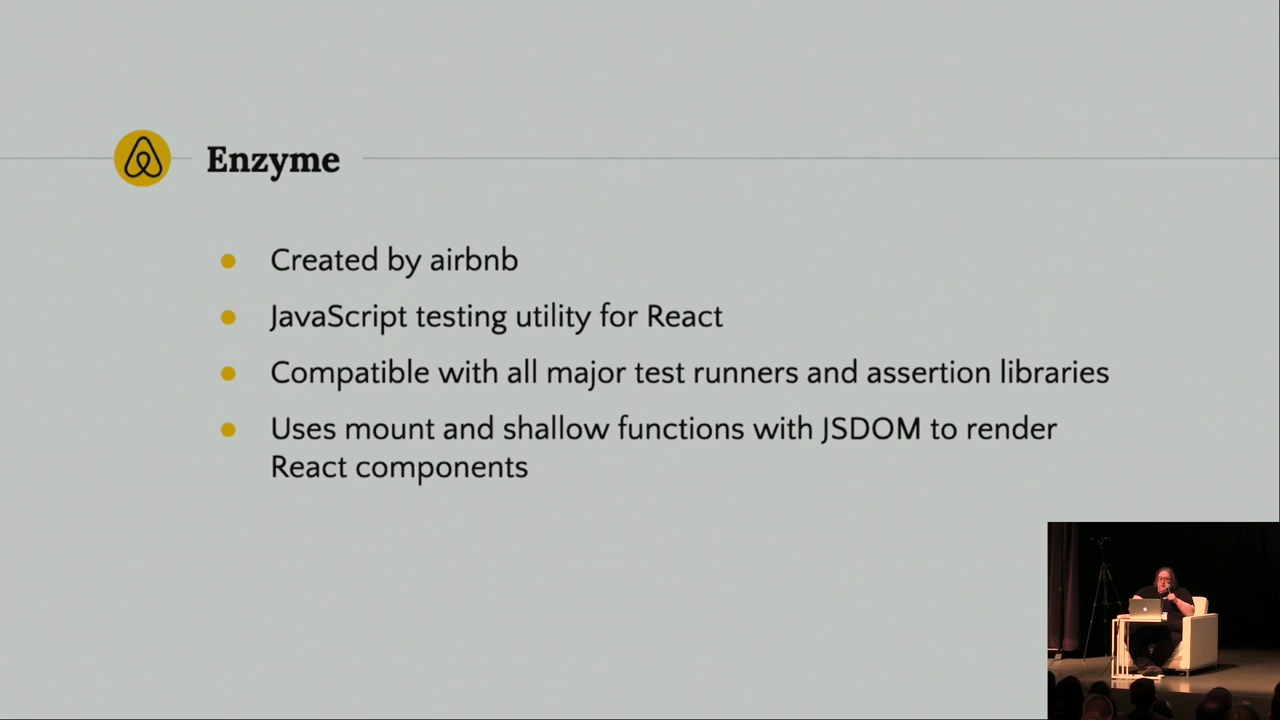 Enzyme
Created by airbnb
JavaScript testing utility for React
Compatible with all major test runners and assertion libraries
Uses mount and shallow functions with JSDOM to render
React components